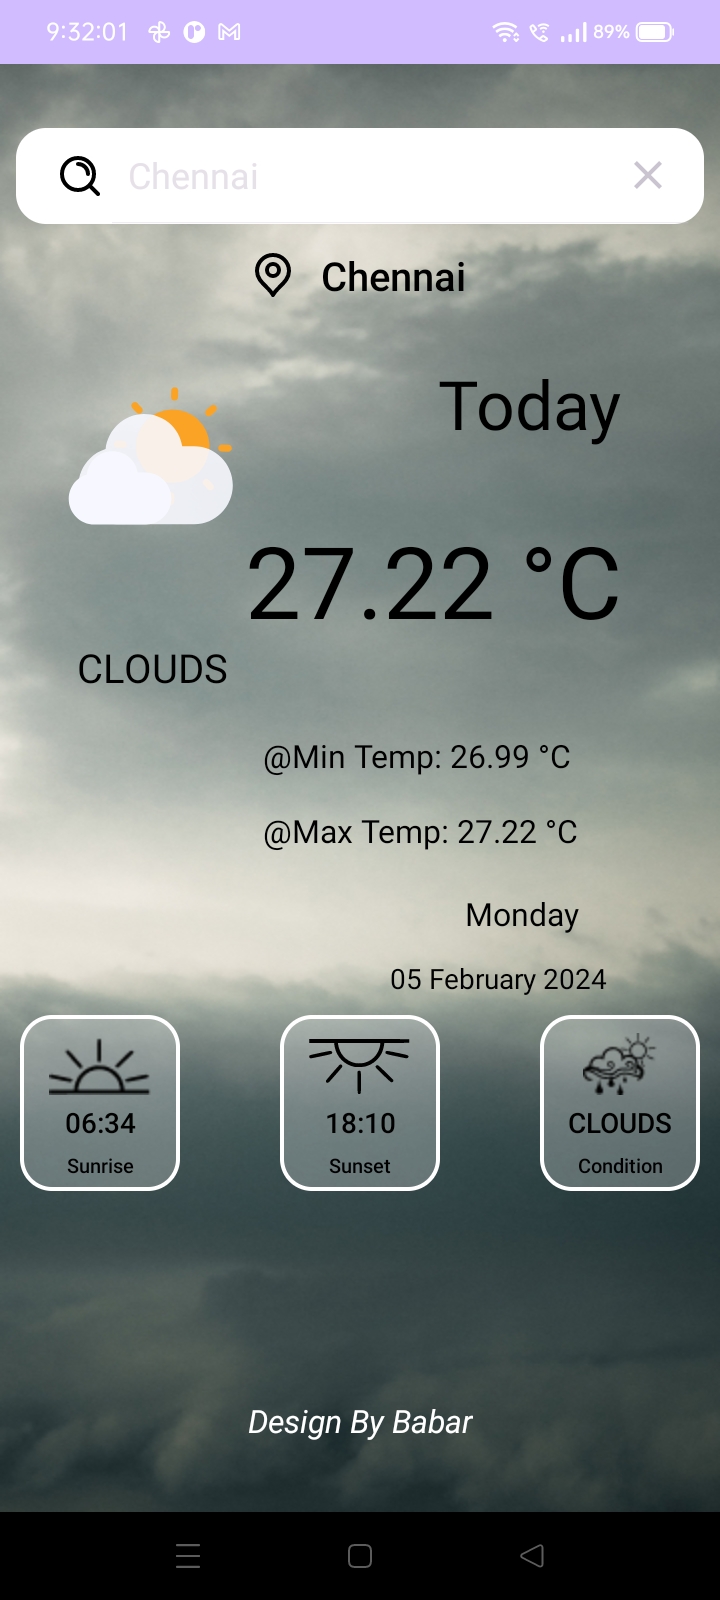 9:32:01 89%
Chennai
Chennai
Today
27.22 °C
CLOUDS
@Min Temp: 26.99 °C
@Max Temp: 27.22 °C
Monday
05 February 2024
06:34 18:10 CLOUDS
Sunrise Sunset Condition
Design By Babar